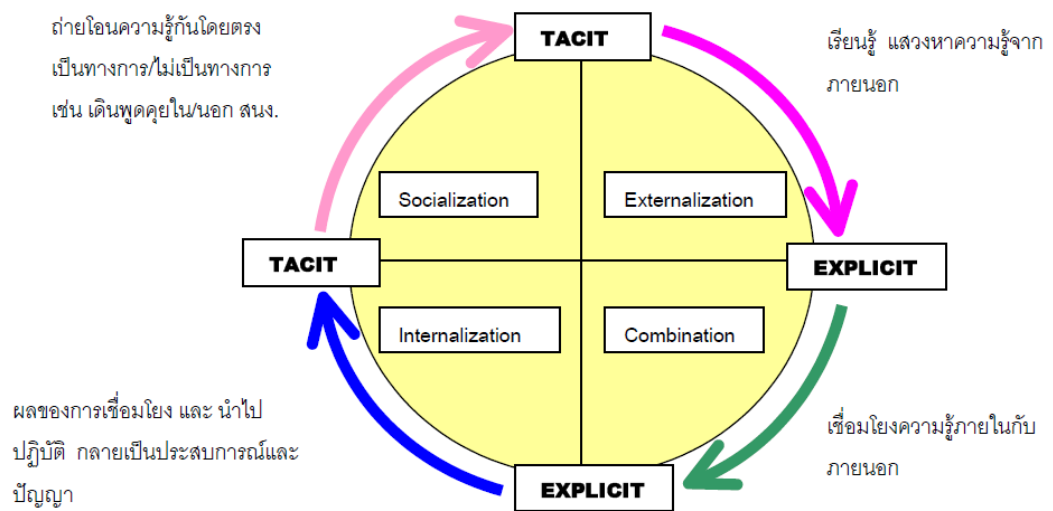 ถ่ายโอนความรู้กันโดยตรง
เป็นทางการ/ไม่เป็นทางการ
เช่น เดินพูดคุยใน/นอก สนง.
TACIT
เรียนรู้ แสวงหาความรู้จาก
ภายนอก
Socialization
Externalization
TACIT
EXPLICIT
Internalization
Combination
ผลของการเชื่อมโยง และ นำไป
ปฏิบัติ กลายเป็นประสบการณ์และ
ปัญญา
เชื่อมโยงความรู้ภายในกับ
ภายนอก
EXPLICIT